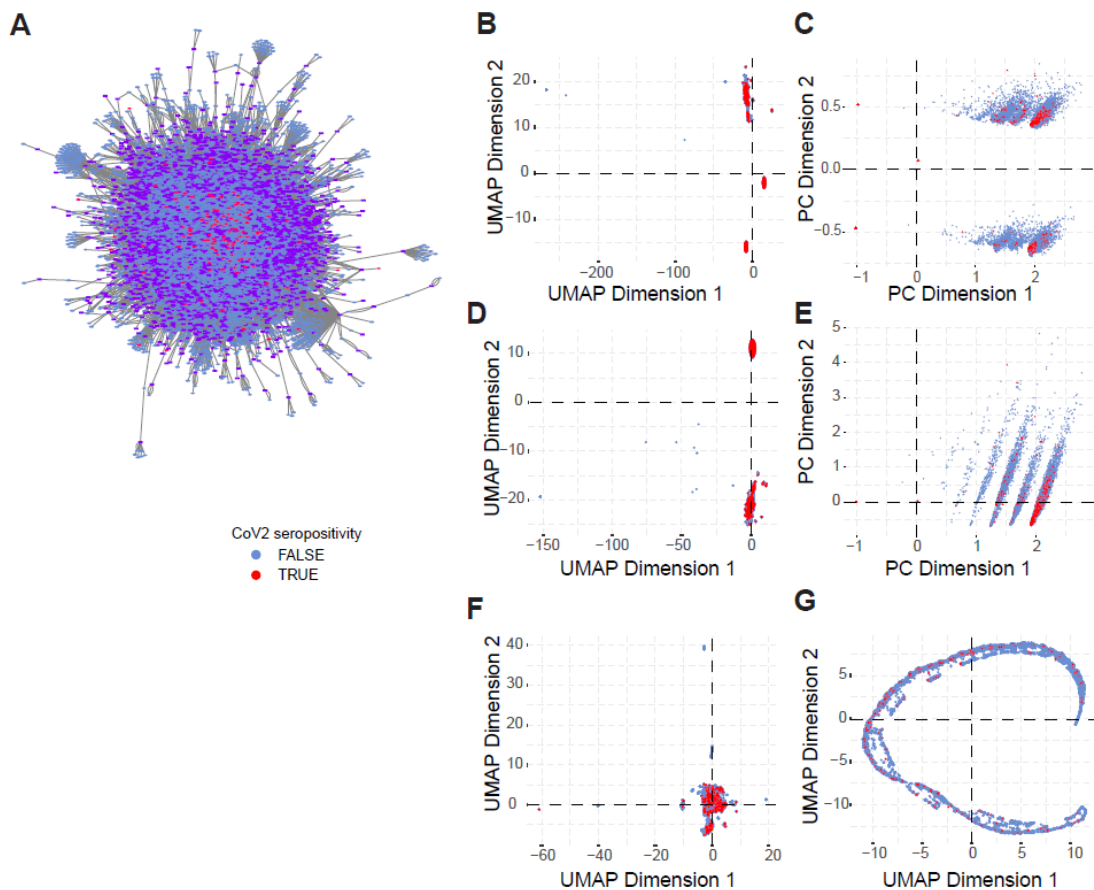 A
CoV2 seropositivity
FALSE
TRUE
B
UMAP Dimension 2
20
10
0
−10
−200
−100
0
UMAP Dimension 1
C
PC Dimension 2
0.5
0.0
−0.5
−1
0
1
2
PC Dimension 1
D
UMAP Dimension 2
10
0
−10
−20
−150
−100
−50
0
UMAP Dimension 1
E
PC Dimension 2
5
4
3
2
1
0
−1
0
1
2
PC Dimension 1
F
UMAP Dimension 2
40
30
20
10
0
−60
−40
−20
0
20
UMAP Dimension 1
G
UMAP Dimension 2
5
0
−5
−10
−10
−5
0
5
10
UMAP Dimension 1